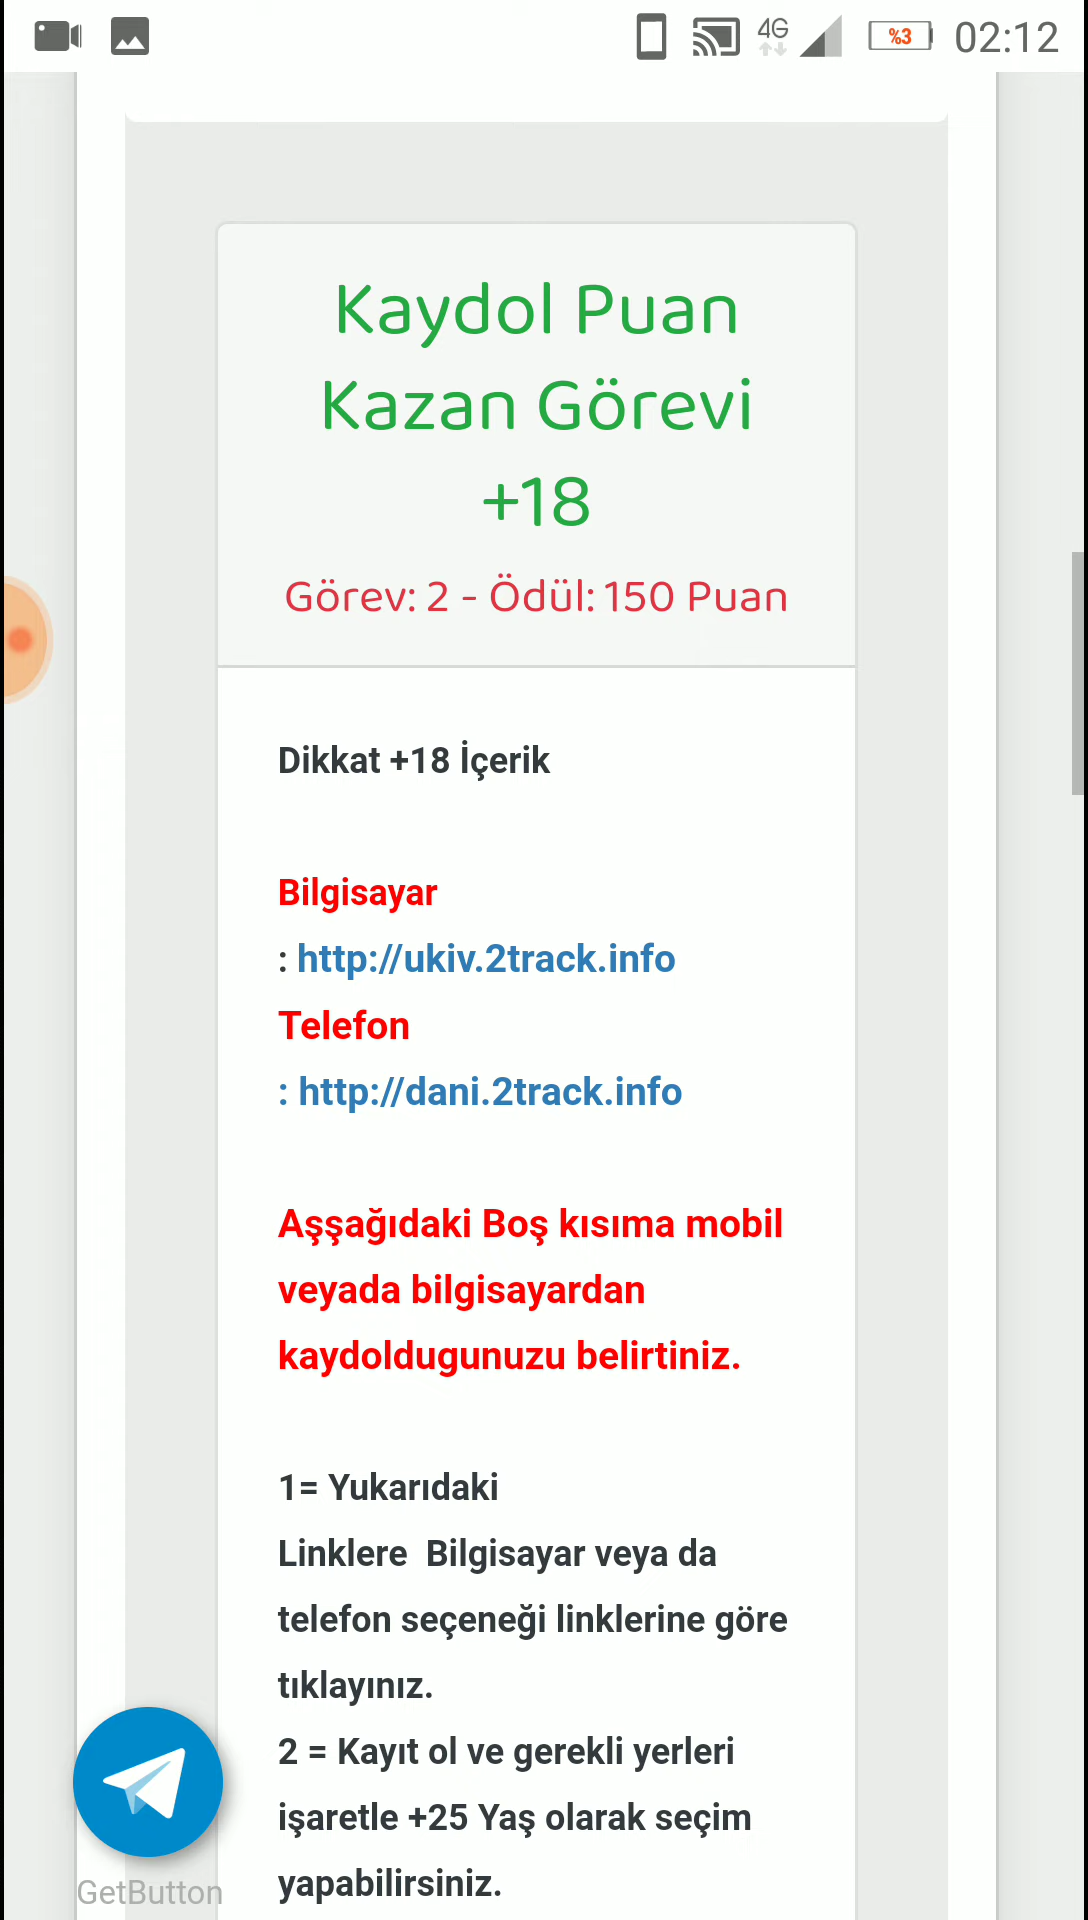 4G
%3
02:12
Kaydol Puan
Kazan Görevi
+18
Görev: 2 - Ödül: 150 Puan
Dikkat +18 İçerik
Bilgisayar
: http://ukiv.2track.info
Telefon
: http://dani.2track.info
Aşşağıdaki Boş kısıma mobil
veyada bilgisayardan
kaydoldugunuzu belirtiniz.
1= Yukarıdaki
Linklere  Bilgisayar veya da
telefon seçeneği linklerine göre
tıklayınız.
2 = Kayıt ol ve gerekli yerleri
işaretle +25 Yaş olarak seçim
yapabilirsiniz.
GetButton